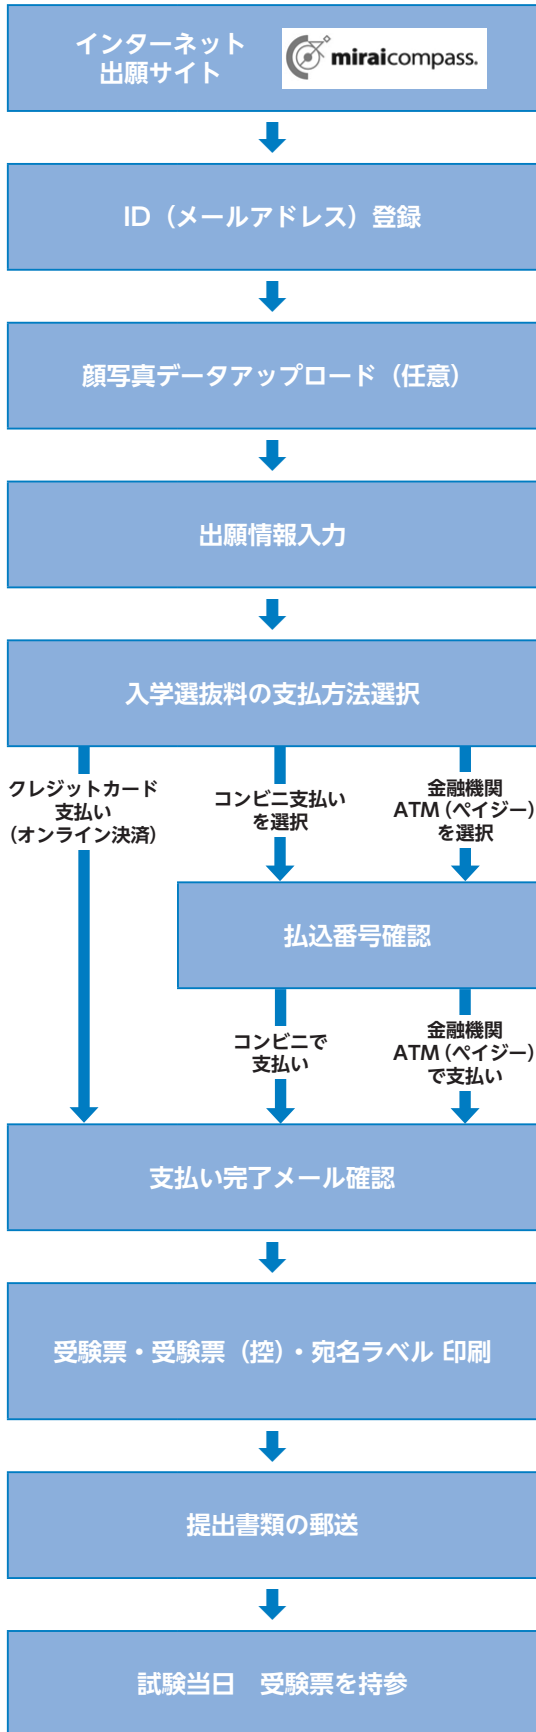 インターネット
出願サイト
miraicompass.
ID（メールアドレス）登録
顔写真データアップロード（任意）
出願情報入力
入学選抜料の支払方法選択
クレジットカード
支払い
（オンライン決済）
コンビニ支払い
を選択
金融機関
ATM（ペイジー）
を選択
払込番号確認
コンビニで
支払い
金融機関
ATM（ペイジー）
で支払い
支払い完了メール確認
受験票・受験票（控）・宛名ラベル 印刷
提出書類の郵送
試験当日　受験票を持参